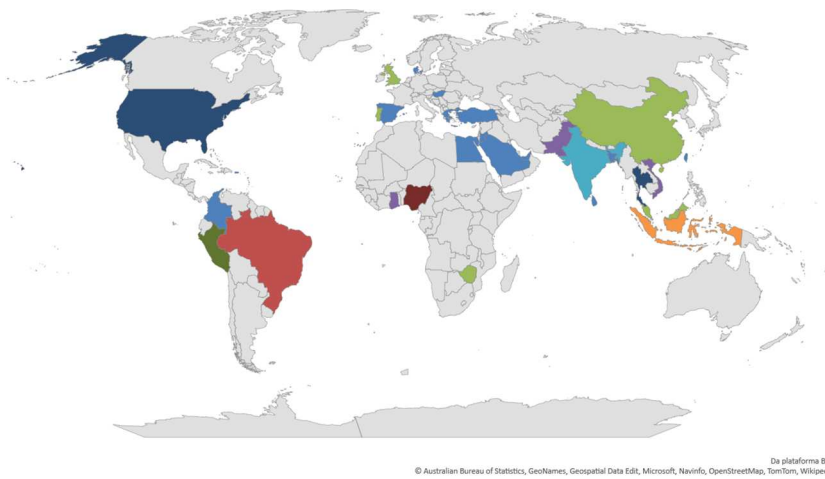 Da plataforma B
© Australian Bureau of Statistics, GeoNames, Geospatial Data Edit, Microsoft, Navinfo, OpenStreetMap, TomTom, Wikipe